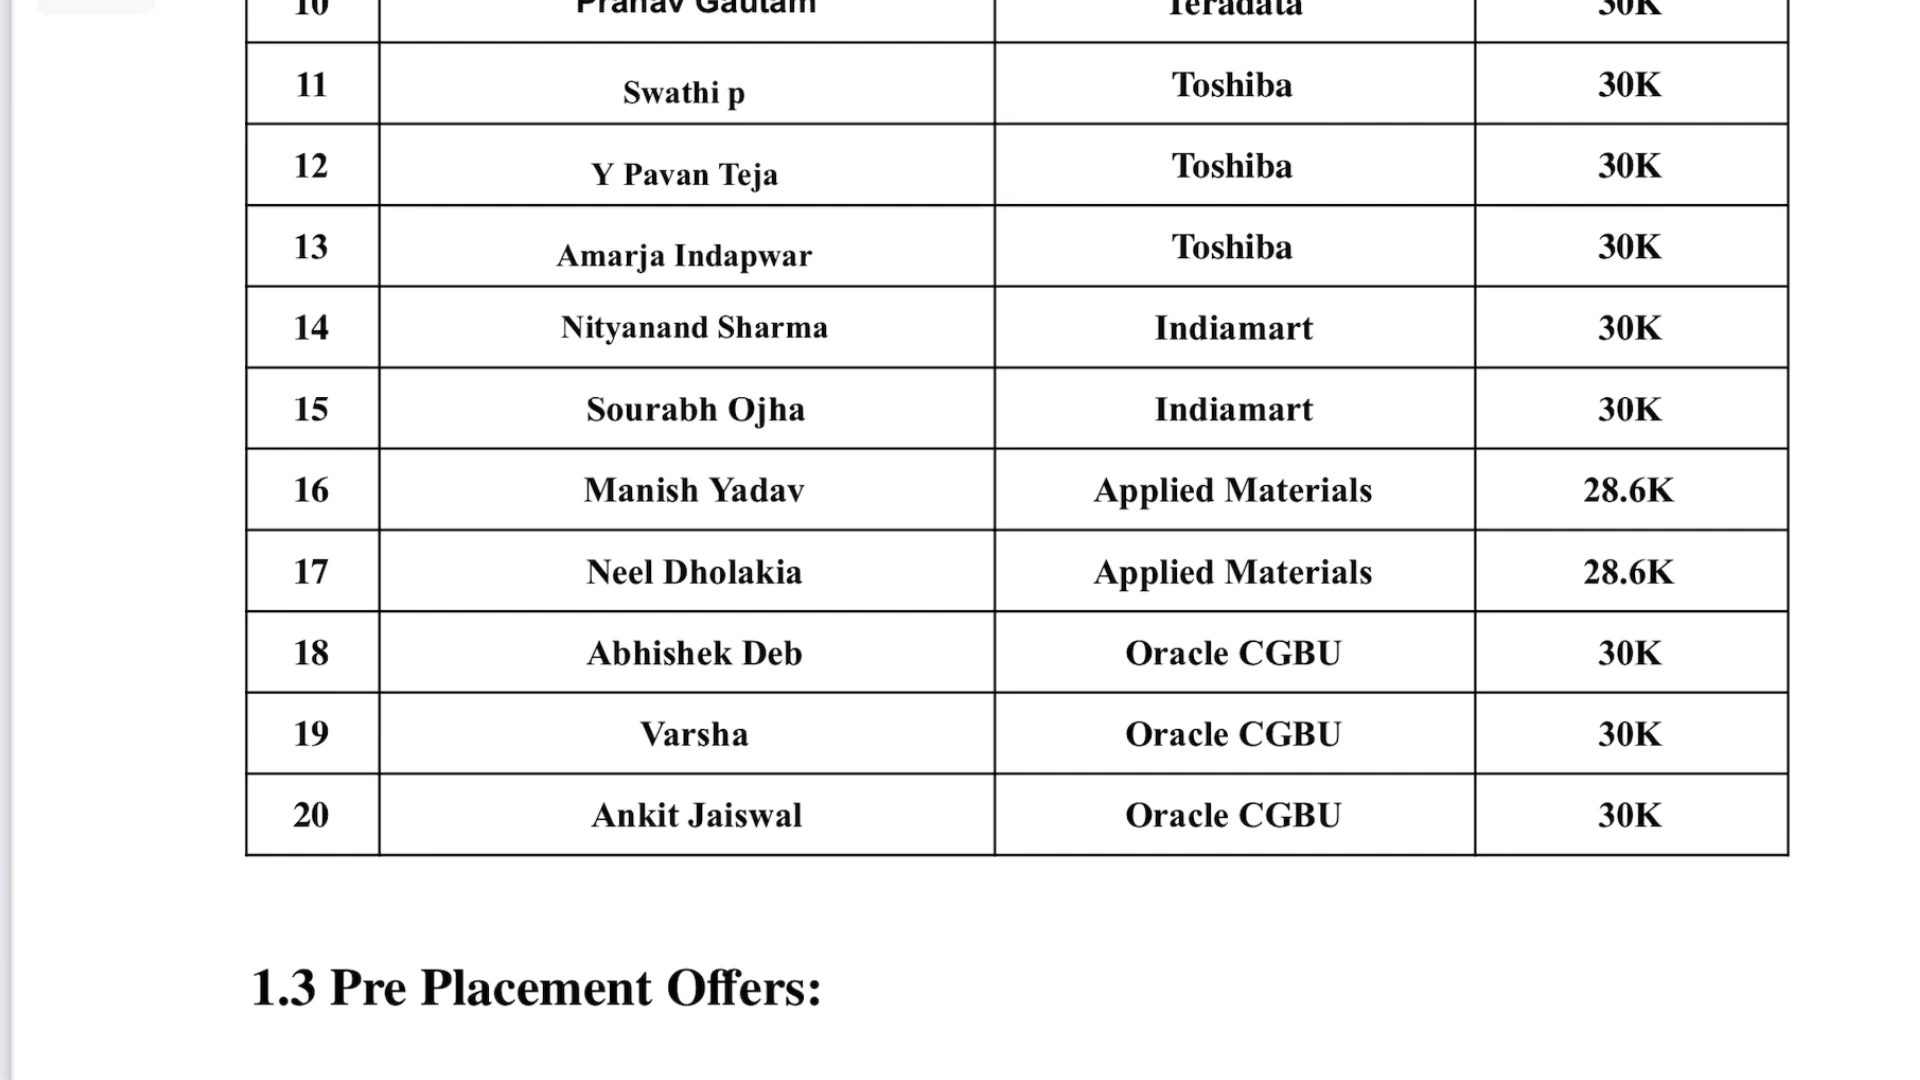 10 Pranav Gautam Teradata 30K
11 Swathi p Toshiba 30K
12 Y Pavan Teja Toshiba 30K
13 Amarja Indapwar Toshiba 30K
14 Nityanand Sharma Indiamart 30K
15 Sourabh Ojha Indiamart 30K
16 Manish Yadav Applied Materials 28.6K
17 Neel Dholakia Applied Materials 28.6K
18 Abhishek Deb Oracle CGBU 30K
19 Varsha Oracle CGBU 30K
20 Ankit Jaiswal Oracle CGBU 30K
1.3 Pre Placement Offers: